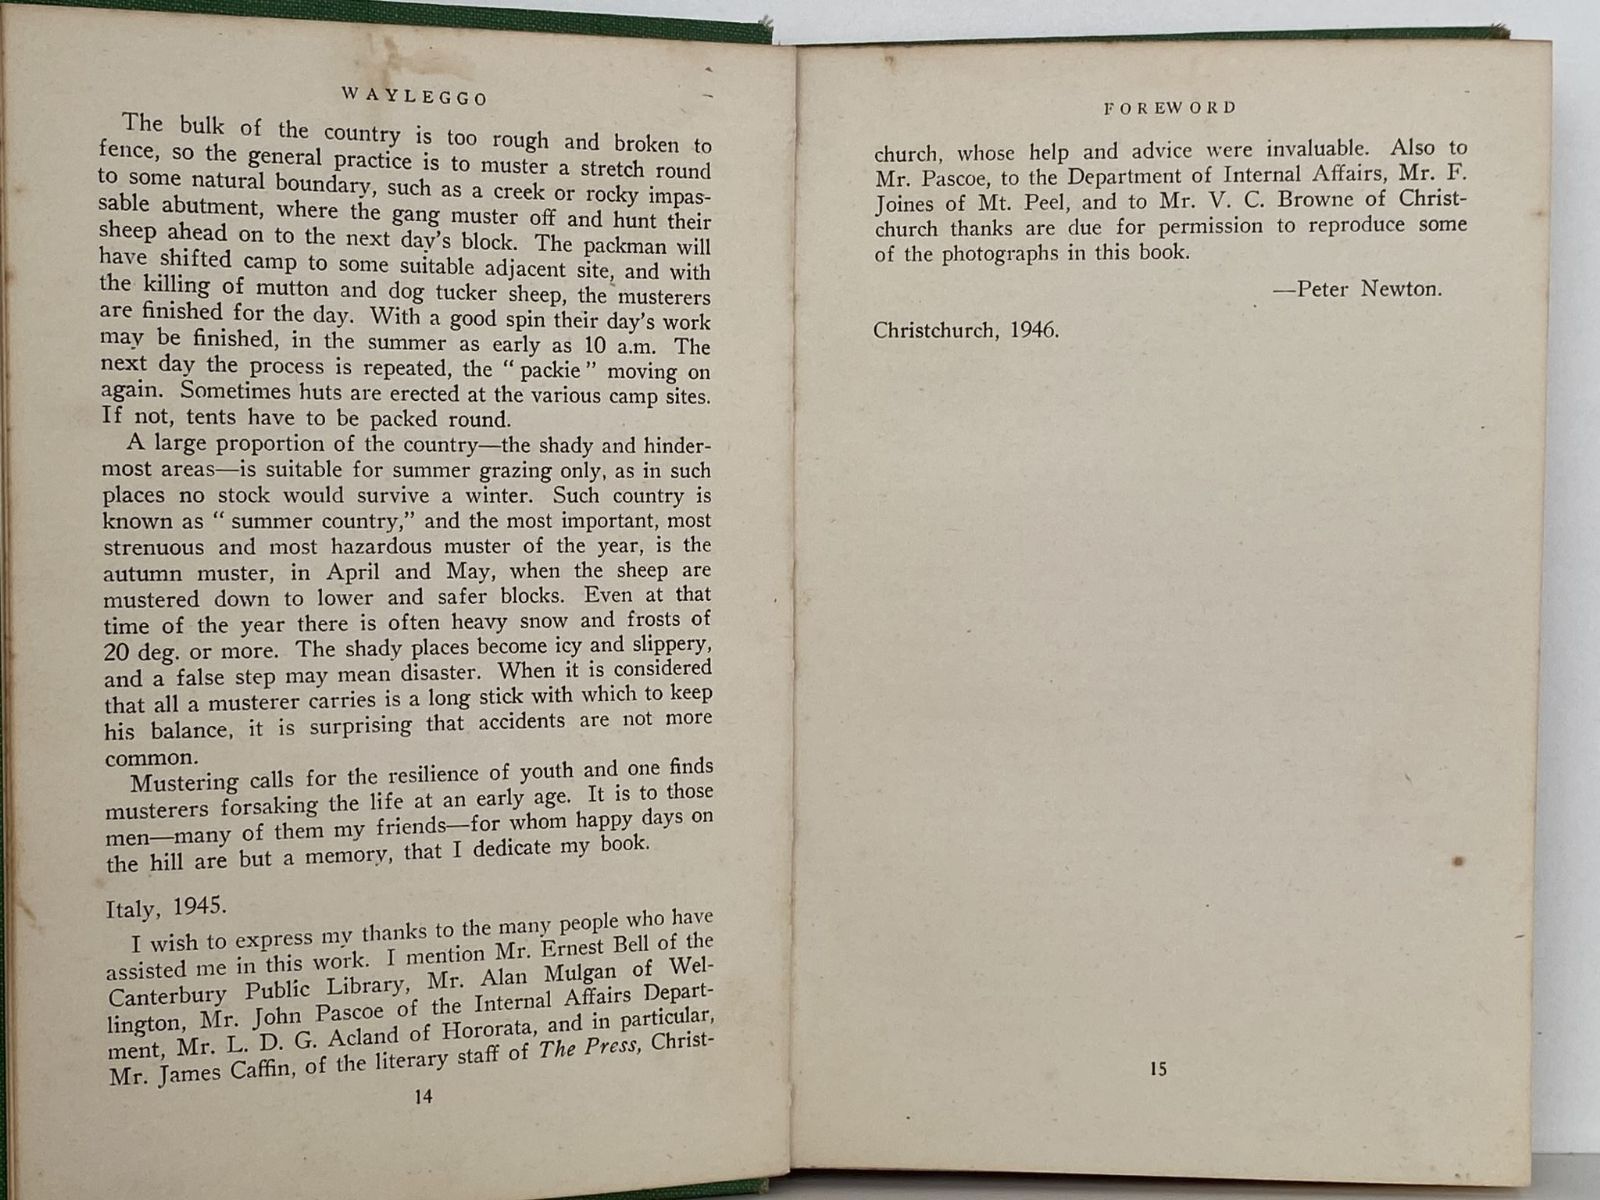 WAYLEGGO
The bulk of the country is too rough and broken to
fence, so the general practice is to muster a stretch round
to some natural boundary, such as a creek or rocky impas-
sable abutment, where the gang muster off and hunt their
sheep ahead on to the next day's block. The packman will
have shifted camp to some suitable adjacent site, and with
the killing of mutton and dog tucker sheep, the musterers
are finished for the day. With a good spin their day's work
may be finished, in the summer as early as 10 a.m. The
next day the process is repeated, the “ packie ” moving on
again. Sometimes huts are erected at the various camp sites.
If not, tents have to be packed round.
A large proportion of the country—the shady and hinder-
most areas—is suitable for summer grazing only, as in such
places no stock would survive a winter. Such country is
known as “ summer country,” and the most important, most
strenuous and most hazardous muster of the year, is the
autumn muster, in April and May, when the sheep are
mustered down to lower and safer blocks. Even at that
time of the year there is often heavy snow and frosts of
20 deg. or more. The shady places become icy and slippery,
and a false step may mean disaster. When it is considered
that all a musterer carries is a long stick with which to keep
his balance, it is surprising that accidents are not more
common.
Mustering calls for the resilience of youth and one finds
musterers forsaking the life at an early age. It is to those
men—many of them my friends—for whom happy days on
the hill are but a memory, that I dedicate my book.
Italy, 1945.
I wish to express my thanks to the many people who have
assisted me in this work. I mention Mr. Ernest Bell of the
Canterbury Public Library, Mr. Alan Mulgan of Wel-
lington, Mr. John Pascoe of the Internal Affairs Depart-
ment, Mr. L. D. G. Acland of Hororata, and in particular,
Mr. James Caffin, of the literary staff of The Press, Christ-
14
FOREWORD
church, whose help and advice were invaluable. Also to
Mr. Pascoe, to the Department of Internal Affairs, Mr. F.
Joines of Mt. Peel, and to Mr. V. C. Browne of Christ-
church thanks are due for permission to reproduce some
of the photographs in this book.
—Peter Newton.
Christchurch, 1946.
15